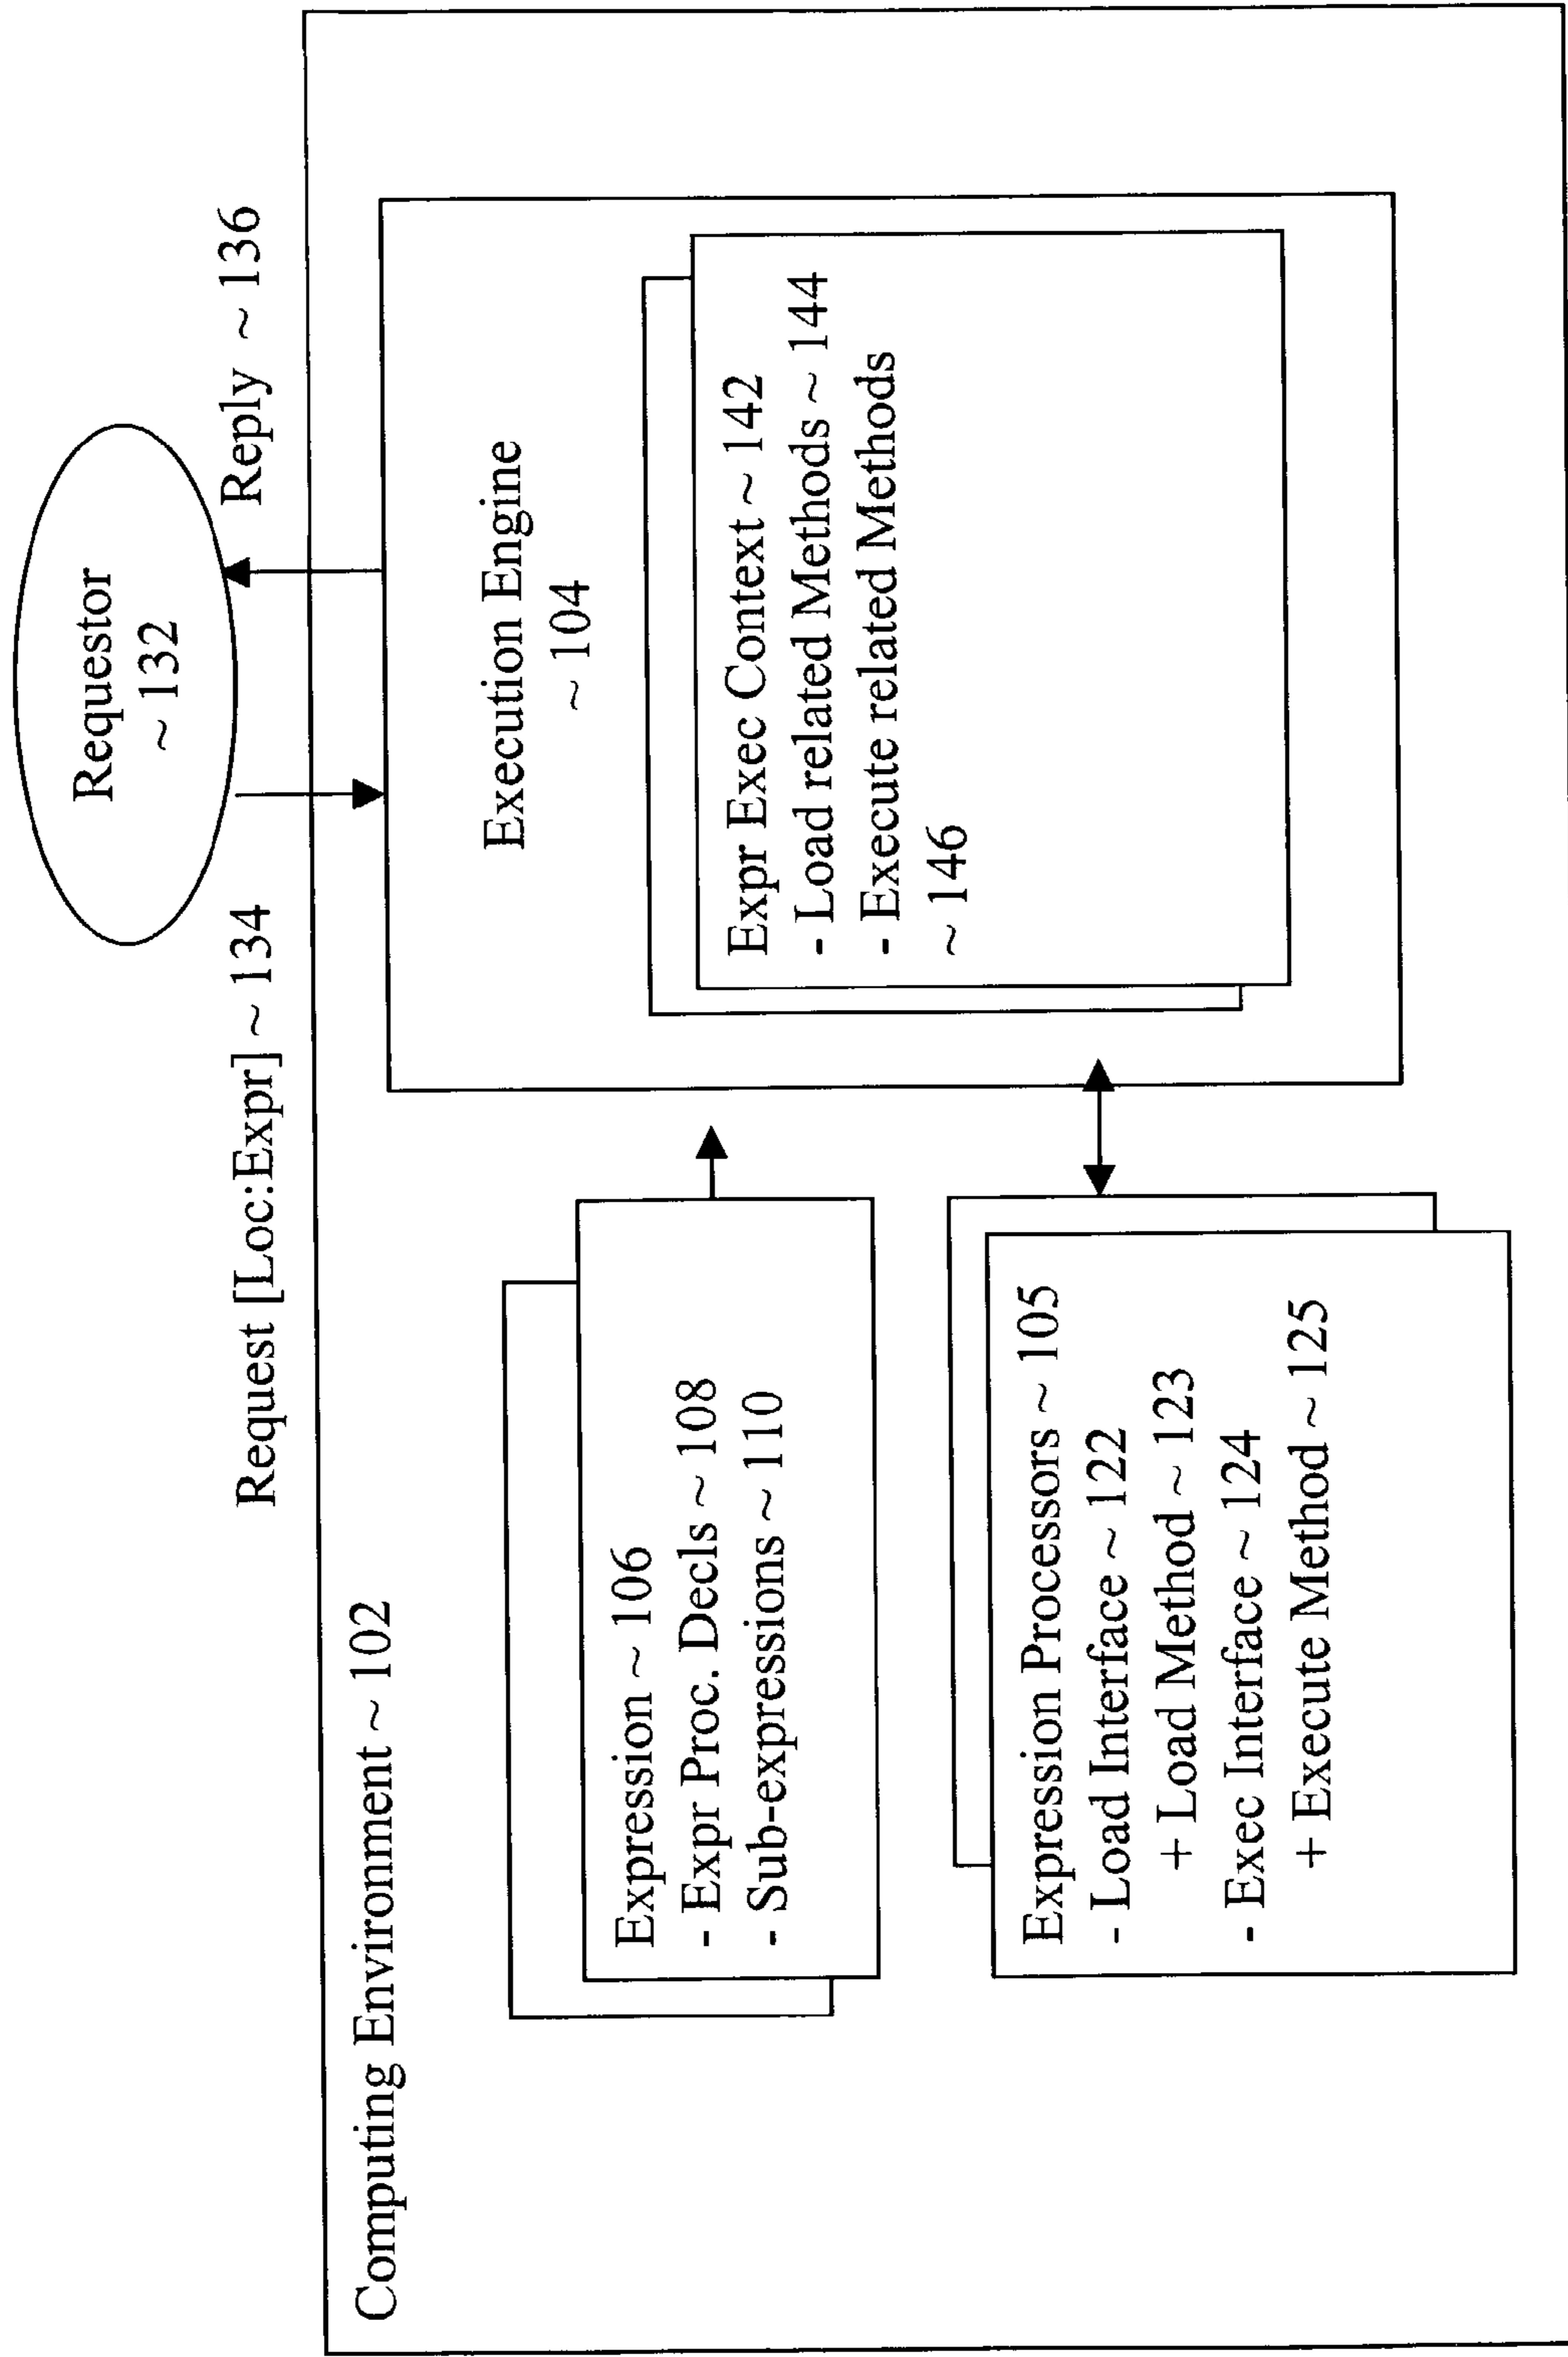 Requestor
~ 132
Request [Loc:Expr] ~ 134
Reply ~ 136
Computing Environment ~ 102
Expression ~ 106
- Expr Proc. Decls ~ 108
- Sub-expressions ~ 110
Expression Processors ~ 105
- Load Interface ~ 122
+ Load Method ~ 123
- Exec Interface ~ 124
+ Execute Method ~ 125
Execution Engine
~ 104
Expr Exec Context ~ 142
- Load related Methods ~ 144
- Execute related Methods
~ 146